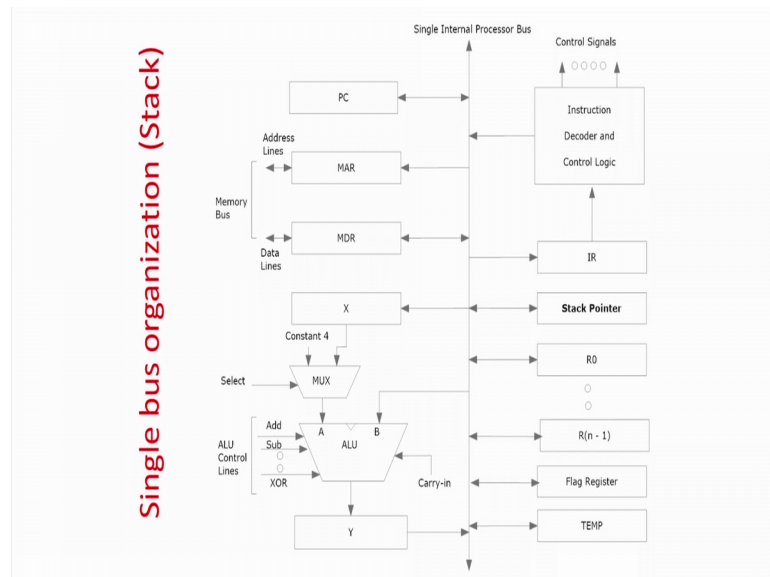 Single bus organization (Stack)
Single Internal Processor Bus
Control Signals
PC
Instruction
Decoder and
Control Logic
Address
Lines
MAR
Memory
Bus
MDR
Data
Lines
IR
X
Stack Pointer
Constant 4
MUX
Select
R0
A
B
ALU
Add
Sub
XOR
ALU
Control
Lines
Carry-in
R(n - 1)
Flag Register
Y
TEMP